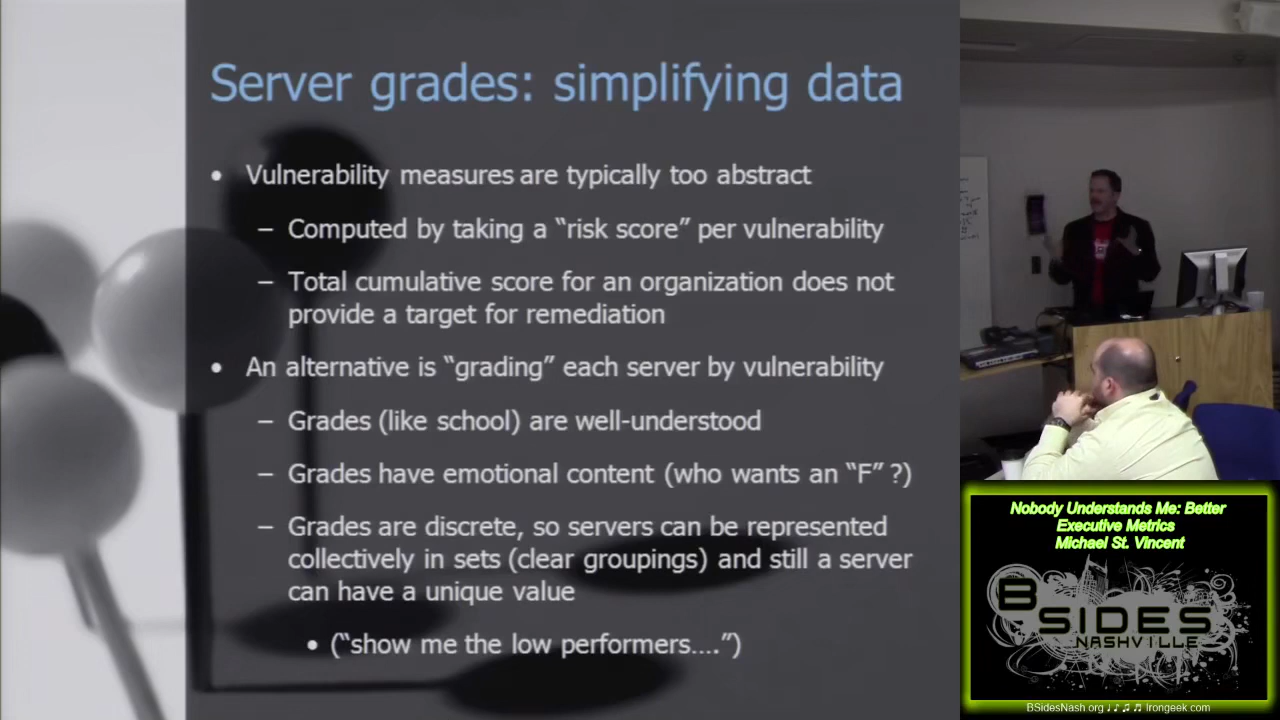 Server grades: simplifying data
• Vulnerability measures are typically too abstract
– Computed by taking a “risk score” per vulnerability
– Total cumulative score for an organization does not
provide a target for remediation
• An alternative is “grading” each server by vulnerability
– Grades (like school) are well-understood
– Grades have emotional content (who wants an “F” ?)
– Grades are discrete, so servers can be represented
collectively in sets (clear groupings) and still a server
can have a unique value
• (“show me the low performers....”)
Nobody Understands Me: Better
Executive Metrics
Michael St. Vincent
BSIDES
NASHVILLE
BSidesNash.org ♩ ♪ ♫ ♬ Irongeek.com